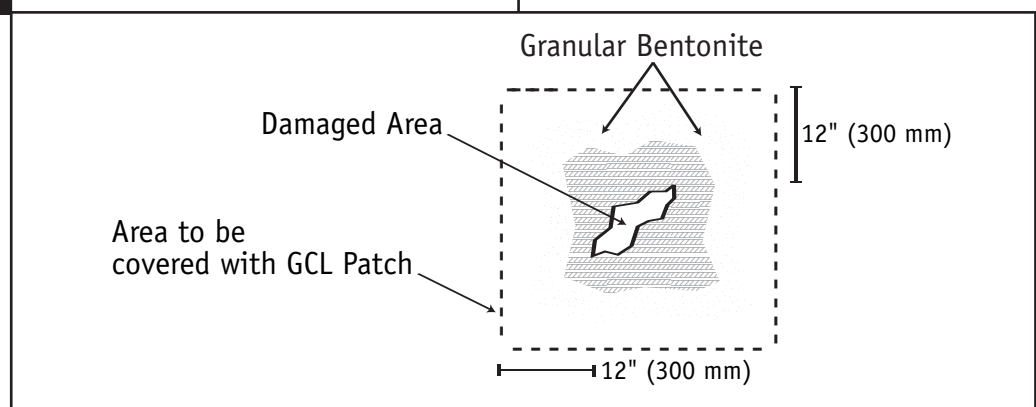 Granular Bentonite
Damaged Area
12" (300 mm)
Area to be
covered with GCL Patch
12" (300 mm)